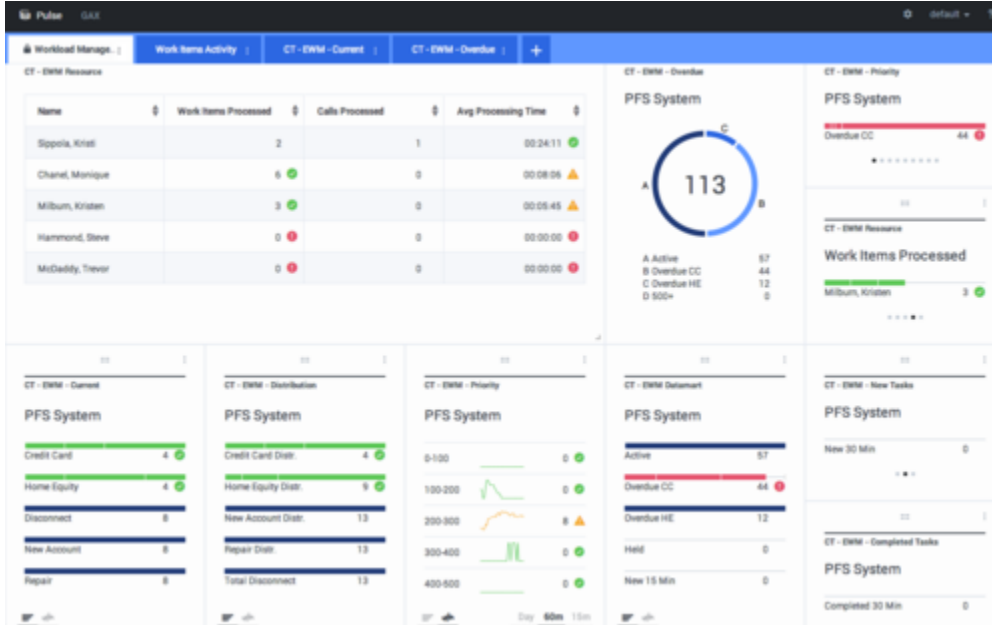 Pulse GAX default
Workload Manage.. Work Items Activity CT - EWM - Current CT - EWM - Overdue +
CT - EWM Resource
Name Work Items Processed Calls Processed Avg Processing Time
Sippola, Kristi 2 1 00:24:11
Chanel, Monique 6 0 00:08:06
Milburn, Kristen 3 0 00:05:45
Hammond, Steve 0 0 00:00:00
McDaddy, Trevor 0 0 00:00:00
CT - EWM - Overdue
PFS System
C
A 113 B
A Active 57
B Overdue CC 44
C Overdue HE 12
D 500+ 0
CT - EWM - Priority
PFS System
Overdue CC 44
CT - EWM Resource
Work Items Processed
Milburn, Kristen 3
CT - EWM - Current
PFS System
Credit Card 4
Home Equity 4
Disconnect 8
New Account 8
Repair 8
CT - EWM - Distribution
PFS System
Credit Card Distr. 4
Home Equity Distr. 9
New Account Distr. 13
Repair Distr. 13
Total Disconnect 13
CT - EWM - Priority
PFS System
0-100 0
100-200 0
200-300 8
300-400 0
400-500 0
Day 60m 15m
CT - EWM Datamart
PFS System
Active 57
Overdue CC 44
Overdue HE 12
Held 0
New 15 Min 0
CT - EWM - New Tasks
PFS System
New 30 Min 0
CT - EWM - Completed Tasks
PFS System
Completed 30 Min 0